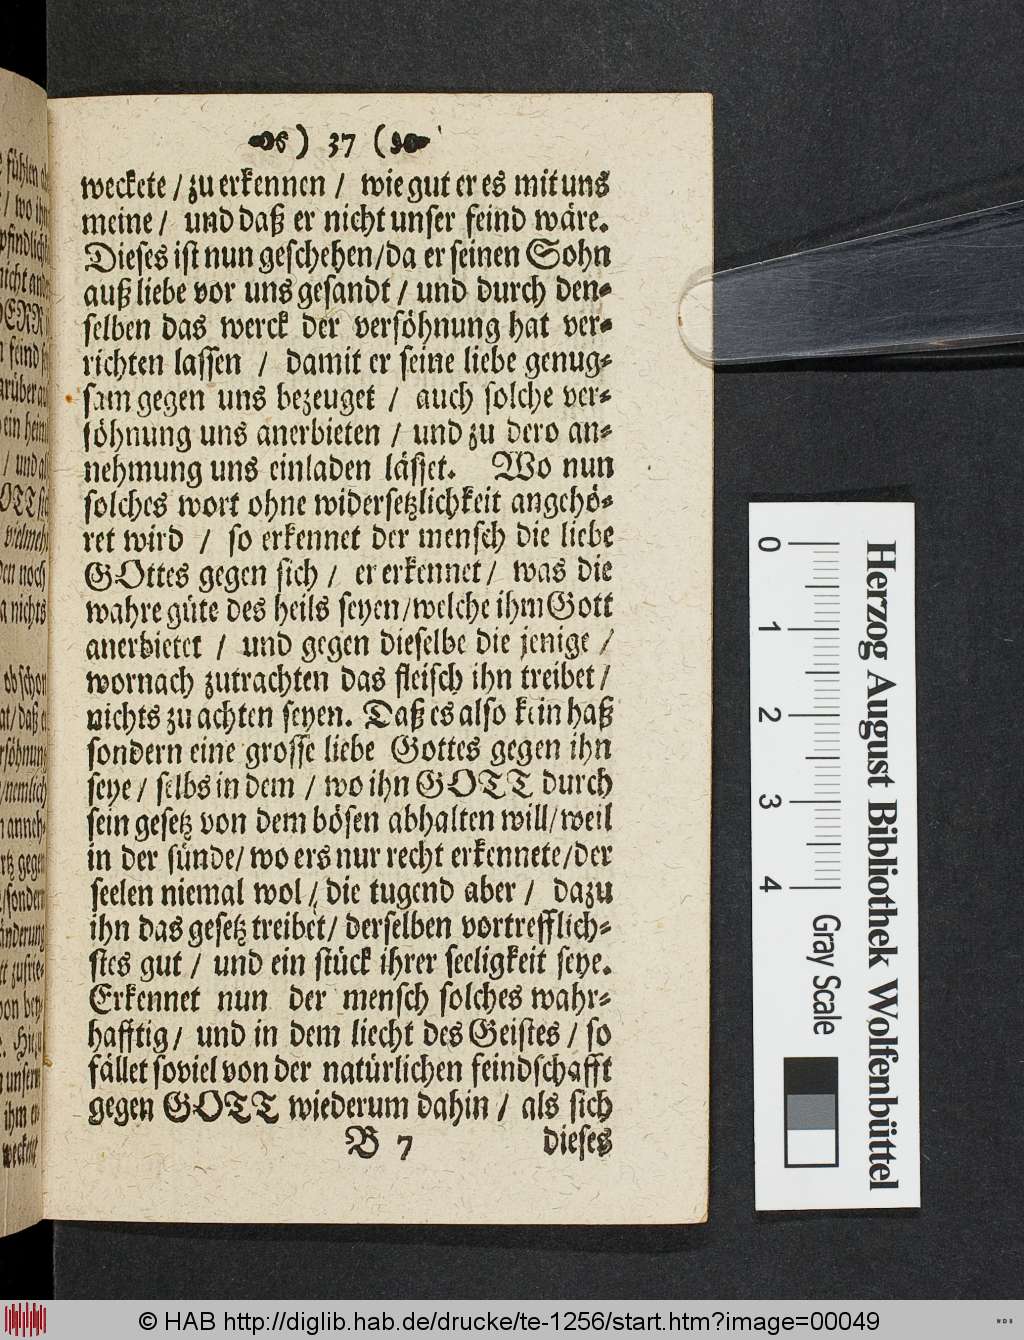 ) 37 (
weckete / zu erkennen / wie gut er es mit uns
meine / und daß er nicht unser feind wäre.
Dieses ist nun geschehen / da er seinen Sohn
auß liebe vor uns gesandt / und durch den-
selben das werck der versöhnung hat ver-
richten lassen / damit er seine liebe genug-
sam gegen uns bezeuget / auch solche ver-
söhnung uns anerbieten / und zu dero an-
nehmung uns einladen lässet. Wo nun
solches wort ohne widersetzlichkeit angehö-
ret wird / so erkennet der mensch die liebe
GOttes gegen sich / er erkennet / was die
wahre güte des heils seyen / welche ihm Gott
anerbietet / und gegen dieselbe die jenige /
wornach zutrachten das fleisch ihn treibet /
nichts zu achten seyen. Daß es also kein haß
sondern eine grosse liebe Gottes gegen ihn
seye / selbs in dem / wo ihn GOTT durch
sein gesetz von dem bösen abhalten will / weil
in der sünde / wo ers nur recht erkennete / der
seelen niemal wol / die tugend aber / dazu
ihn das gesetz treibet / derselben vortrefflich-
stes gut / und ein stück ihrer seeligkeit seye.
Erkennet nun der mensch solches wahr-
hafftig / und in dem liecht des Geistes / so
fället soviel von der natürlichen feindschafft
gegen GOTT wiederum dahin / als sich
B 7 dieses
0 1 2 3 4
Gray Scale
Herzog August Bibliothek Wolfenbüttel
© HAB http://diglib.hab.de/drucke/te-1256/start.htm?image=00049